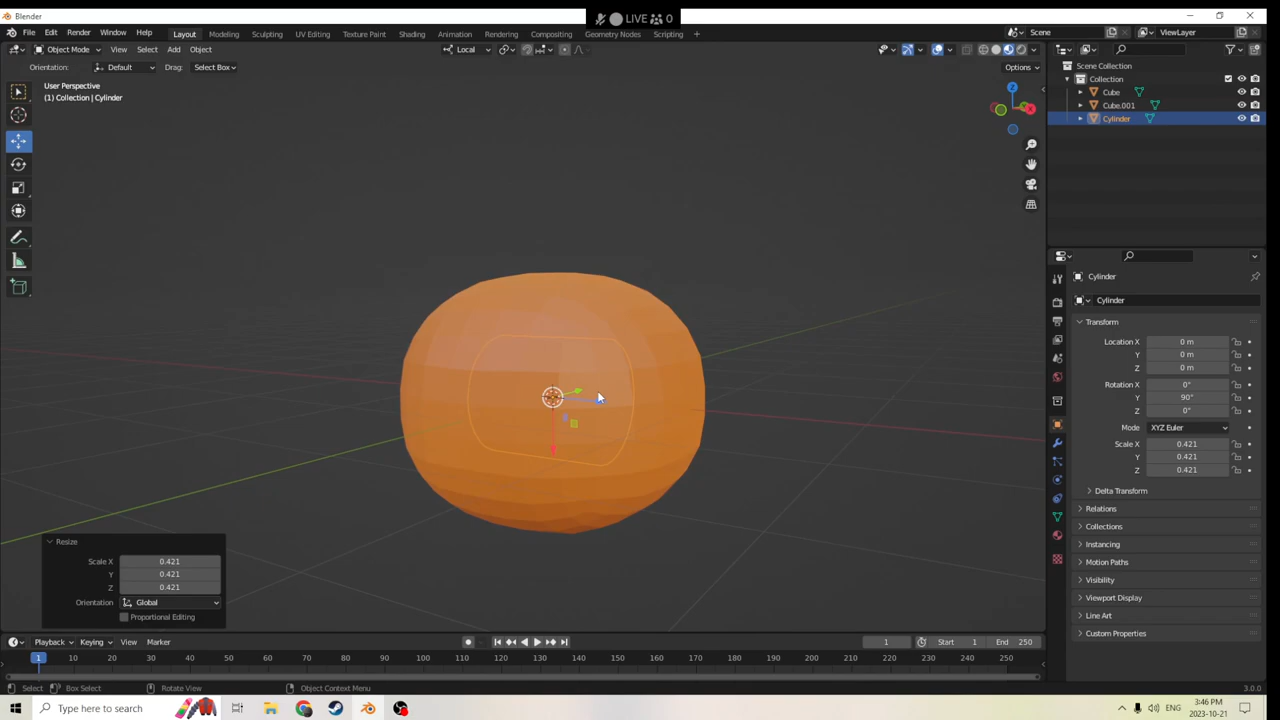 Blender
LIVE 0
File Edit Render Window Help Layout Modeling Sculpting UV Editing Texture Paint Shading Animation Rendering Compositing Geometry Nodes Scripting + Scene ViewLayer
Object Mode View Select Add Object Local
Orientation: Default Drag: Select Box Options
User Perspective
(1) Collection | Cylinder
Scene Collection
Collection
Cube
Cube.001
Cylinder
X
Z
Cylinder
Cylinder
Transform
Location X 0 m
Y 0 m
Z 0 m
Rotation X 0°
Y 90°
Z 0°
Mode XYZ Euler
Scale X 0.421
Y 0.421
Z 0.421
Delta Transform
Relations
Collections
Instancing
Motion Paths
Visibility
Viewport Display
Line Art
Custom Properties
Resize
Scale X 0.421
Y 0.421
Z 0.421
Orientation Global
Proportional Editing
Playback Keying View Marker 1 Start 1 End 250
1 10 20 30 40 50 60 70 80 90 100 110 120 130 140 150 160 170 180 190 200 210 220 230 240 250
Select Box Select Rotate View Object Context Menu 3.0.0
Type here to search ENG 3:46 PM
2023-10-21